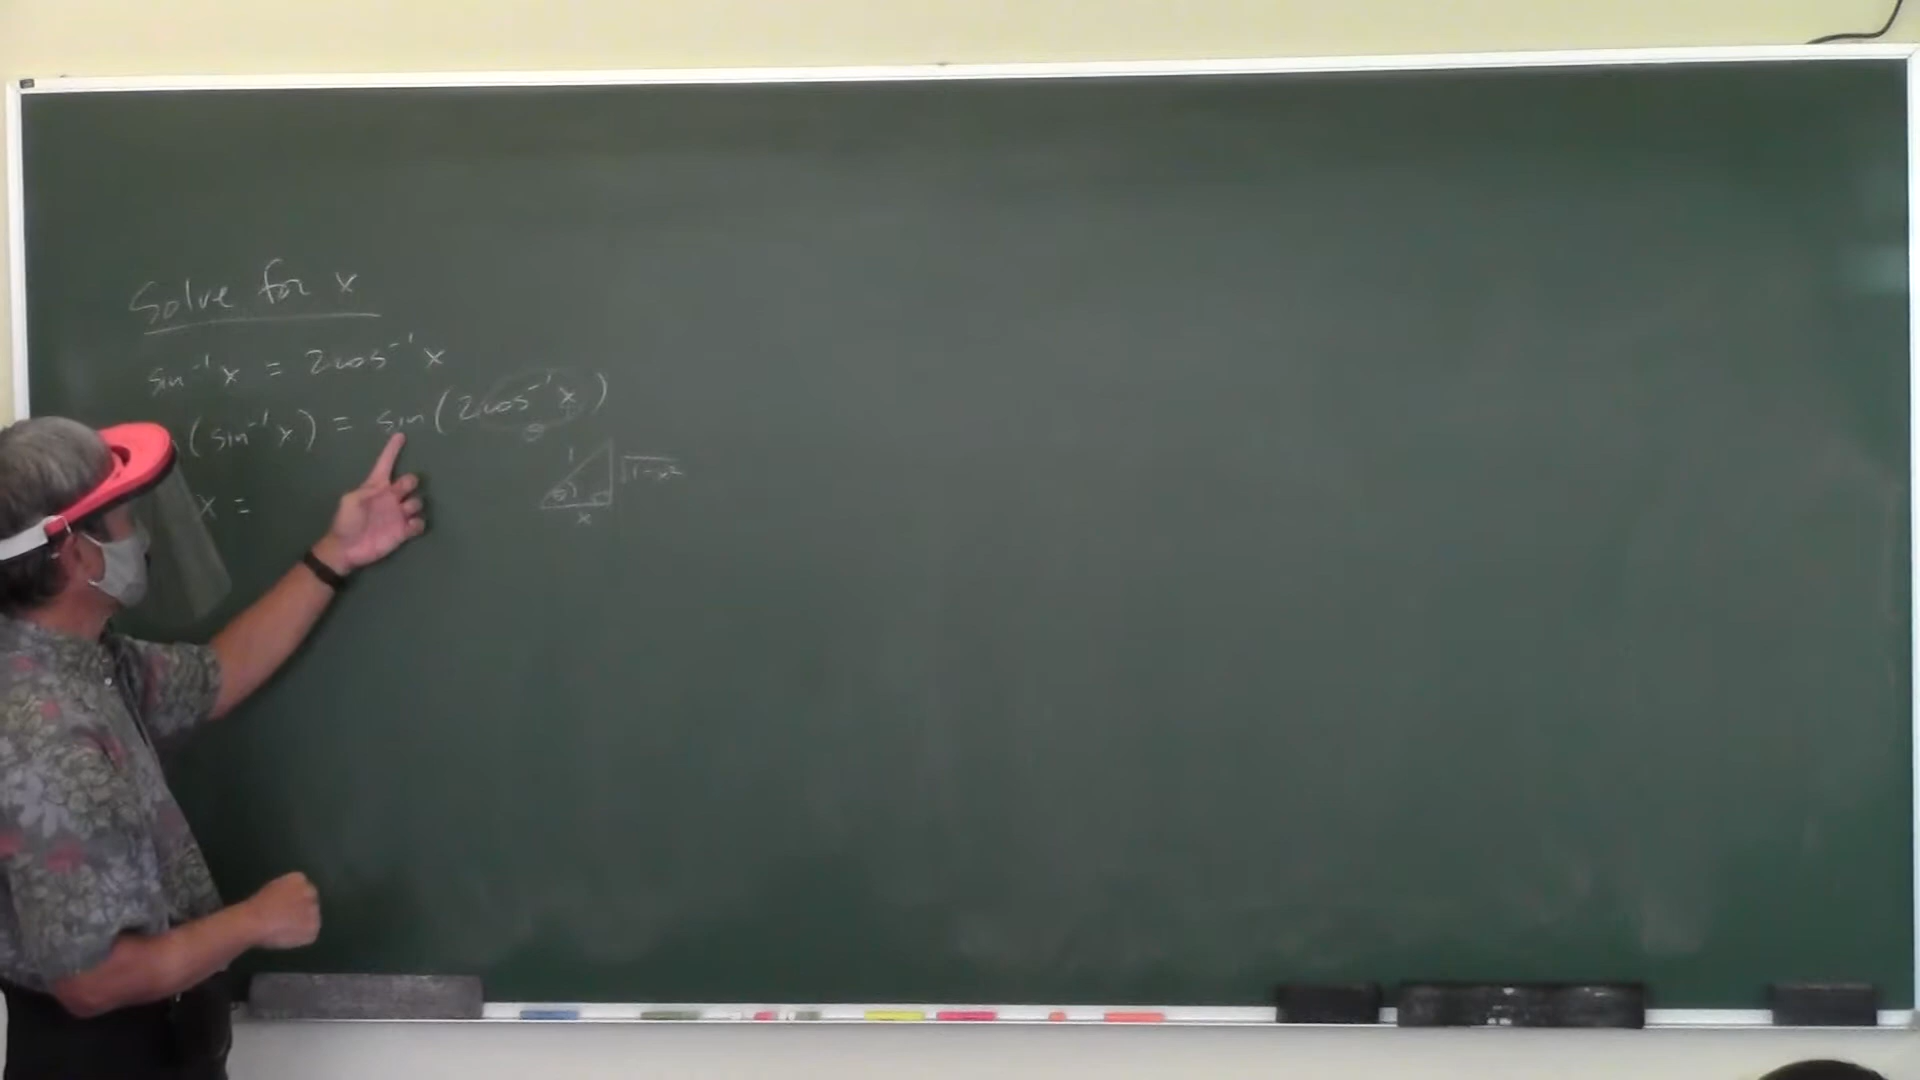 Solve for x
sin⁻¹x = 2cos⁻¹x
(sin⁻¹x) = sin(2cos⁻¹x)
θ
1
√1-x²
θ
x
x =